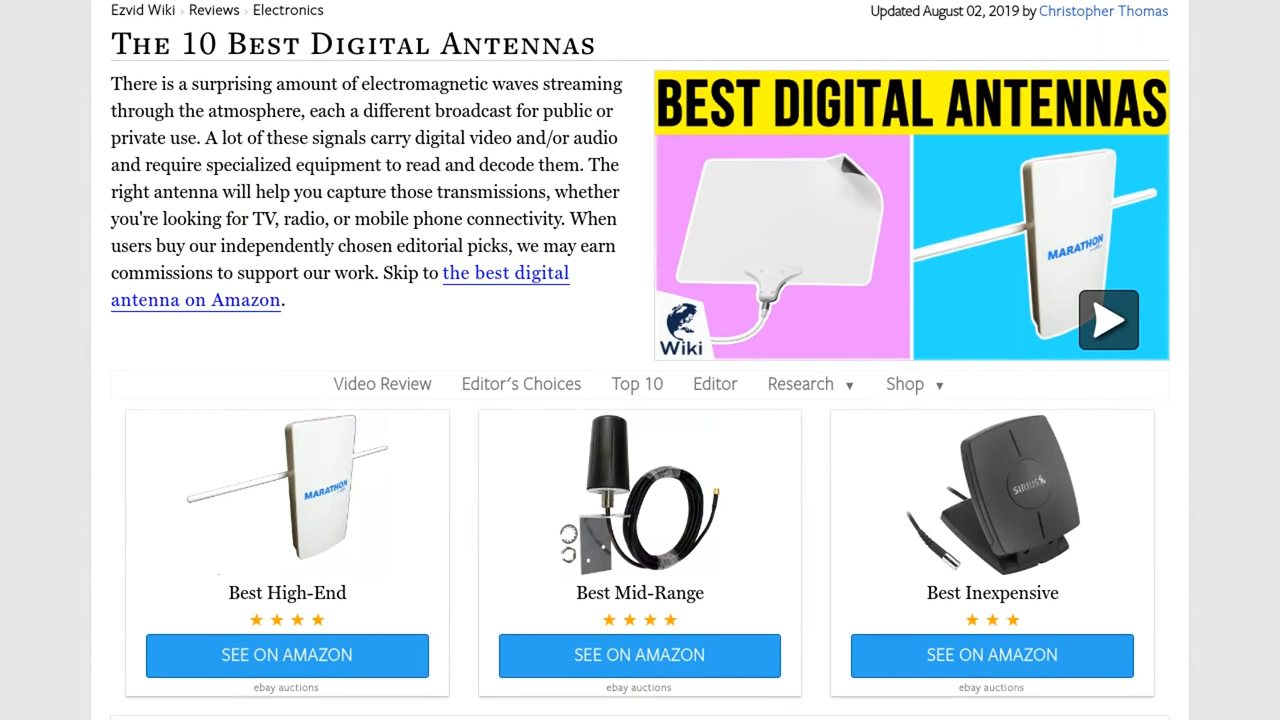 Ezvid Wiki › Reviews › Electronics
Updated August 02, 2019 by Christopher Thomas
The 10 Best Digital Antennas
There is a surprising amount of electromagnetic waves streaming
through the atmosphere, each a different broadcast for public or
private use. A lot of these signals carry digital video and/or audio
and require specialized equipment to read and decode them. The
right antenna will help you capture those transmissions, whether
you're looking for TV, radio, or mobile phone connectivity. When
users buy our independently chosen editorial picks, we may earn
commissions to support our work. Skip to the best digital
antenna on Amazon.
BEST DIGITAL ANTENNAS
MARATHON
Wiki
Video Review Editor's Choices Top 10 Editor Research ▼ Shop ▼
MARATHON
SIRIUS
Best High-End
Best Mid-Range
Best Inexpensive
SEE ON AMAZON
SEE ON AMAZON
SEE ON AMAZON
ebay auctions
ebay auctions
ebay auctions